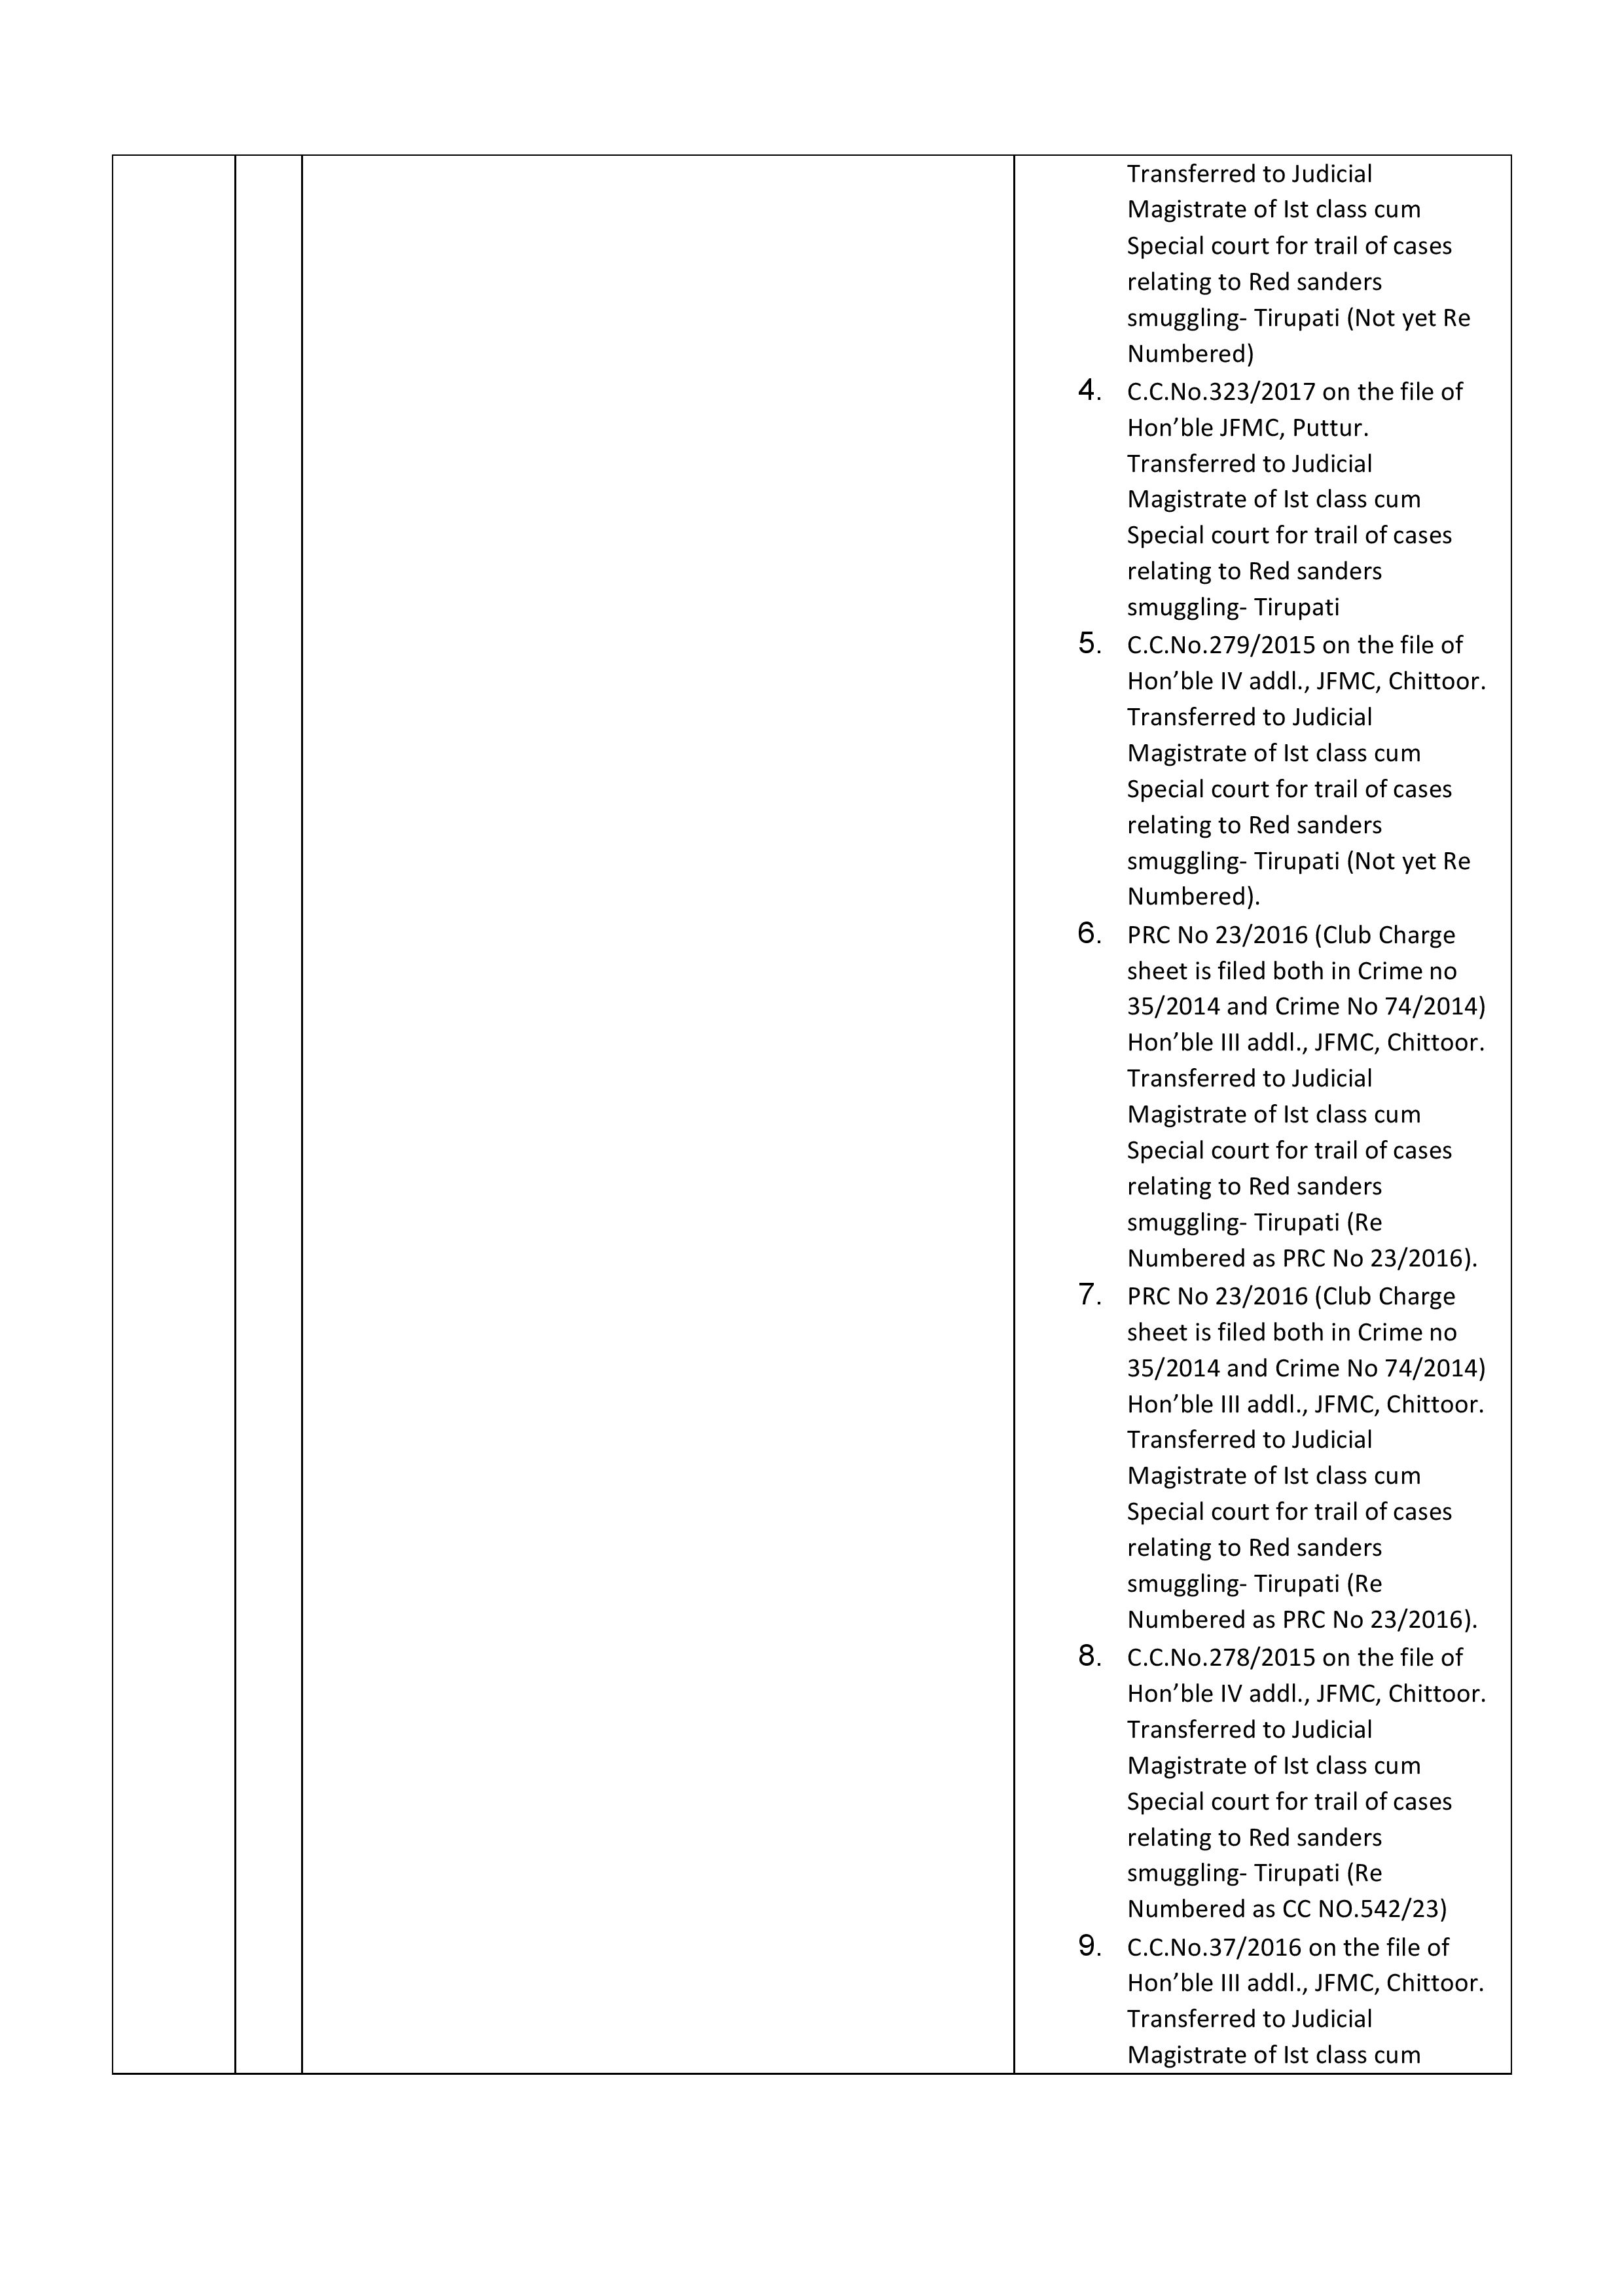 Transferred to Judicial
Magistrate of Ist class cum
Special court for trail of cases
relating to Red sanders
smuggling- Tirupati (Not yet Re
Numbered)
4. C.C.No.323/2017 on the file of
Hon’ble JFMC, Puttur.
Transferred to Judicial
Magistrate of Ist class cum
Special court for trail of cases
relating to Red sanders
smuggling- Tirupati
5. C.C.No.279/2015 on the file of
Hon’ble IV addl., JFMC, Chittoor.
Transferred to Judicial
Magistrate of Ist class cum
Special court for trail of cases
relating to Red sanders
smuggling- Tirupati (Not yet Re
Numbered).
6. PRC No 23/2016 (Club Charge
sheet is filed both in Crime no
35/2014 and Crime No 74/2014)
Hon’ble III addl., JFMC, Chittoor.
Transferred to Judicial
Magistrate of Ist class cum
Special court for trail of cases
relating to Red sanders
smuggling- Tirupati (Re
Numbered as PRC No 23/2016).
7. PRC No 23/2016 (Club Charge
sheet is filed both in Crime no
35/2014 and Crime No 74/2014)
Hon’ble III addl., JFMC, Chittoor.
Transferred to Judicial
Magistrate of Ist class cum
Special court for trail of cases
relating to Red sanders
smuggling- Tirupati (Re
Numbered as PRC No 23/2016).
8. C.C.No.278/2015 on the file of
Hon’ble IV addl., JFMC, Chittoor.
Transferred to Judicial
Magistrate of Ist class cum
Special court for trail of cases
relating to Red sanders
smuggling- Tirupati (Re
Numbered as CC NO.542/23)
9. C.C.No.37/2016 on the file of
Hon’ble III addl., JFMC, Chittoor.
Transferred to Judicial
Magistrate of Ist class cum